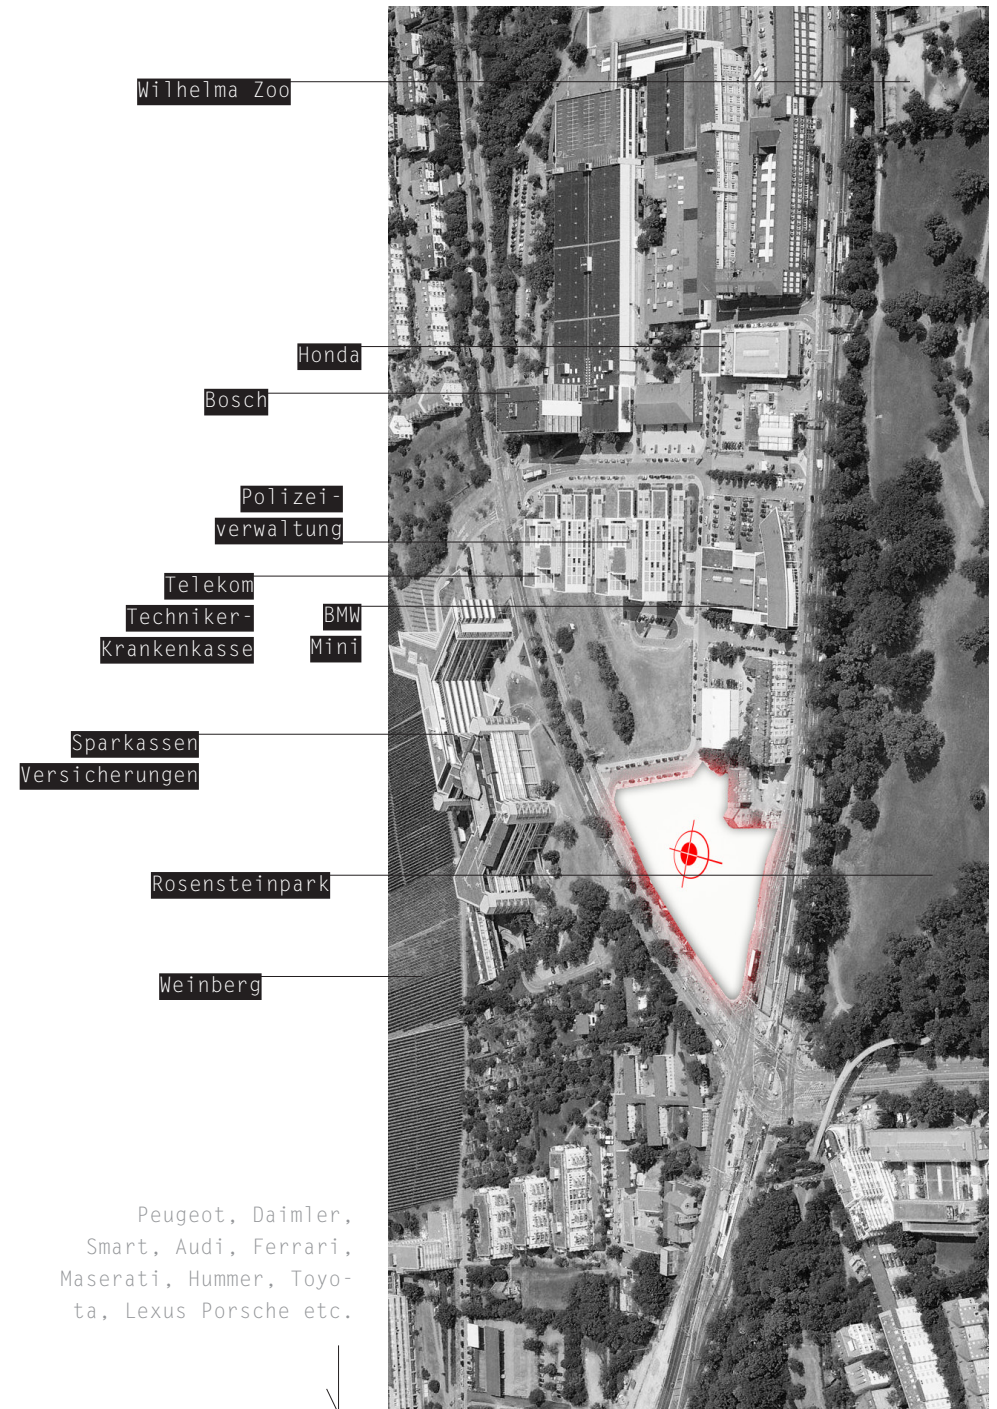 Wilhelma Zoo
Honda
Bosch
Polizei-
verwaltung
Telekom
Techniker-
Krankenkasse
BMW
Mini
Sparkassen
Versicherungen
Rosensteinpark
Weinberg
Peugeot, Daimler,
Smart, Audi, Ferrari,
Maserati, Hummer, Toyo-
ta, Lexus Porsche etc.